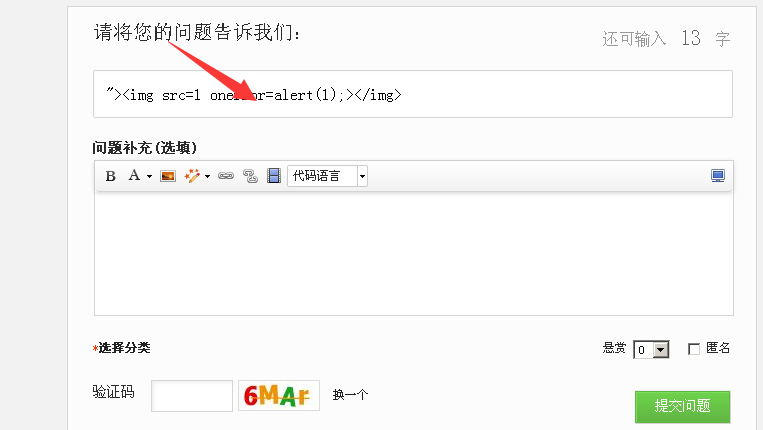 请将您的问题告诉我们：
还可输入 13 字
"><img src=1 =alert(1);></img>
问题补充(选填)
B A 代码语言
*选择分类
悬赏 0 匿名
验证码 6MAr 换一个
提交问题